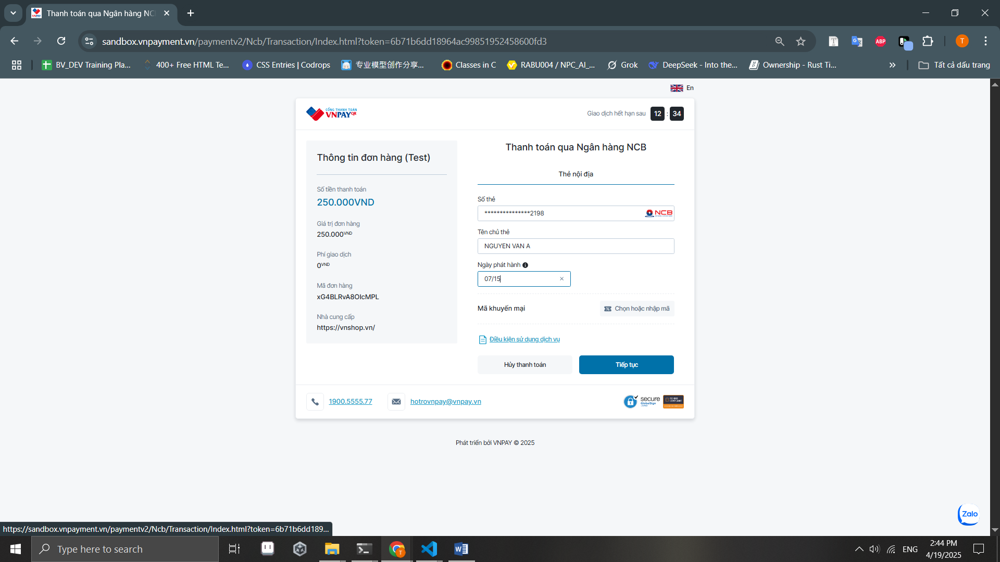 Thanh toán qua Ngân hàng NC
sandbox.vnpayment.vn/paymentv2/Ncb/Transaction/Index.html?token=6b71b6dd18964ac99851952458600fd3
ABP
T
BV_DEV Training Pla...
400+ Free HTML Te...
CSS Entries | Codrops
专业模型创作分享...
Classes in C
RABU004 / NPC_AI_...
Grok
DeepSeek - Into the...
Ownership - Rust Ti...
»
Tất cả dấu trang
En
CỔNG THANH TOÁN
VNPAYQR
Giao dịch hết hạn sau 12 : 34
Thông tin đơn hàng (Test)
Số tiền thanh toán
250.000VND
Giá trị đơn hàng
250.000VND
Phí giao dịch
0VND
Mã đơn hàng
xG4BLRvA8OIcMPL
Nhà cung cấp
https://vnshop.vn/
Thanh toán qua Ngân hàng NCB
Thẻ nội địa
Số thẻ
***************2198
NCB
Tên chủ thẻ
NGUYEN VAN A
Ngày phát hành
07/15
Mã khuyến mại
Chọn hoặc nhập mã
Điều kiện sử dụng dịch vụ
Hủy thanh toán
Tiếp tục
1900.5555.77
hotrovnpay@vnpay.vn
secure
GlobalSign
Phát triển bởi VNPAY © 2025
Zalo
https://sandbox.vnpayment.vn/paymentv2/Ncb/Transaction/Index.html?token=6b71b6dd189...
Type here to search
ENG
2:44 PM
4/19/2025